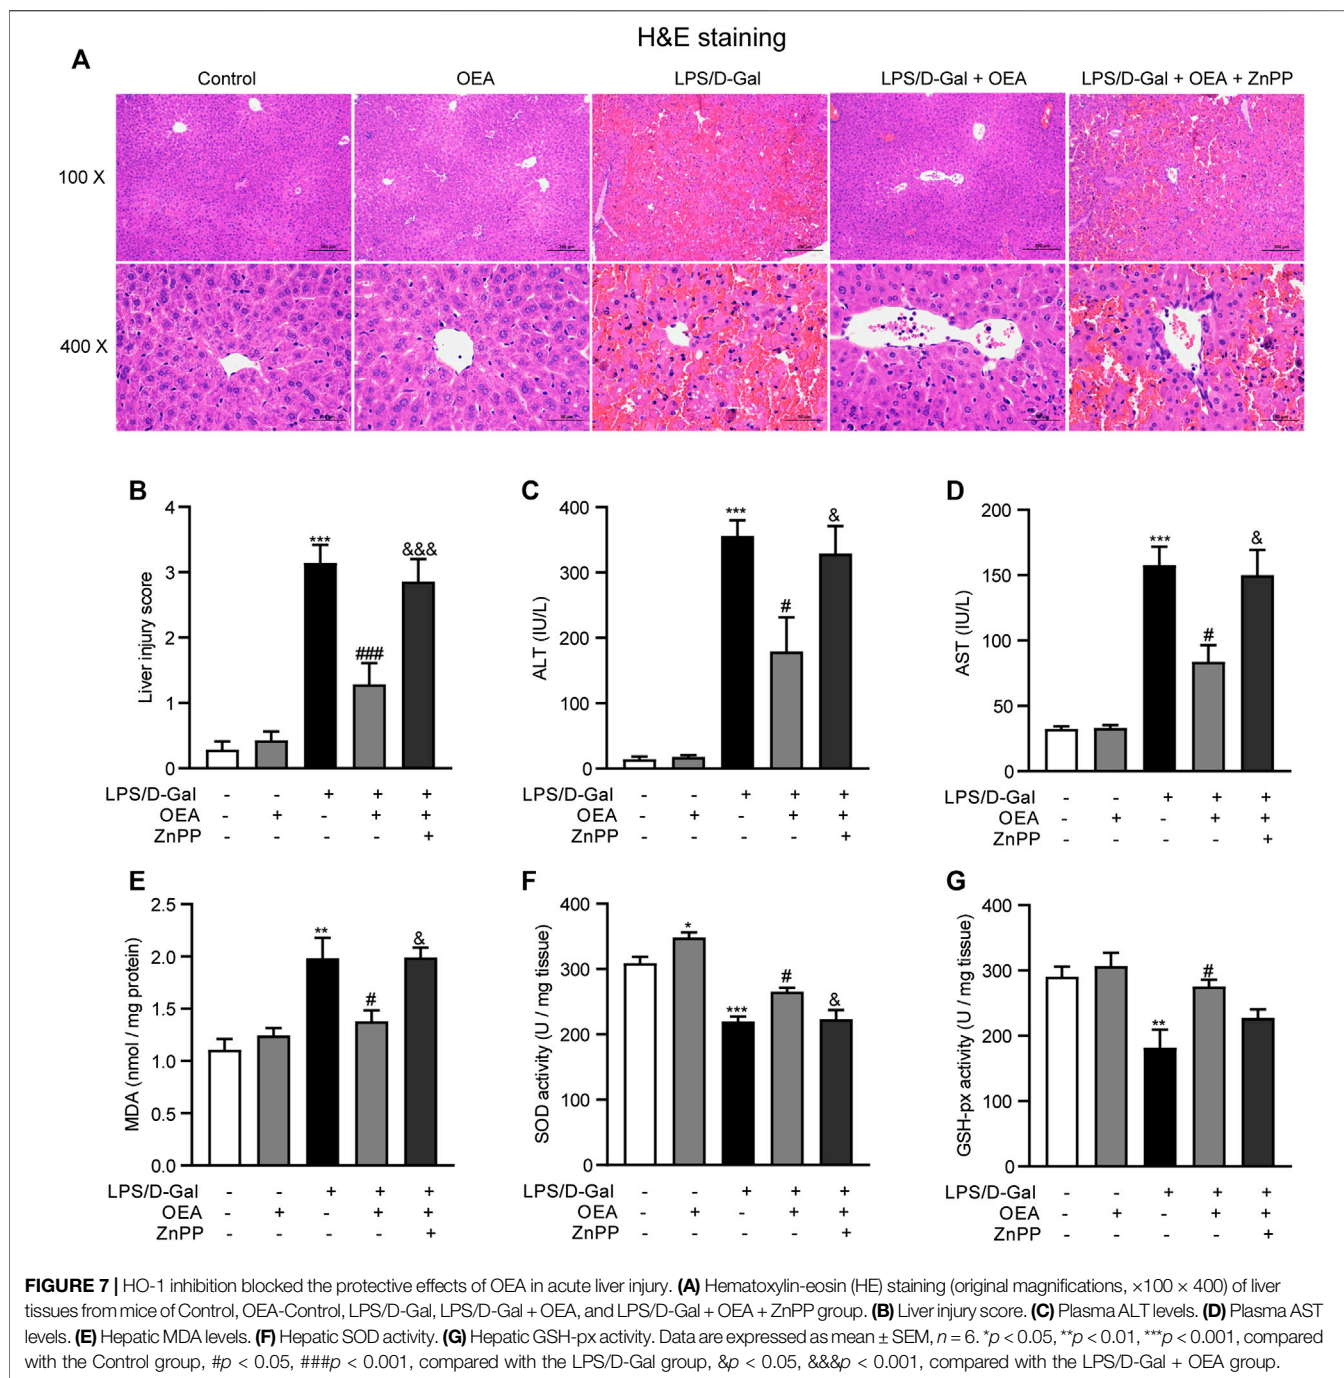 H&E staining
A
Control OEA LPS/D-Gal LPS/D-Gal + OEA LPS/D-Gal + OEA + ZnPP
100 X
400 X
B
Liver injury score
4
3
2
1
0
***
###
&&&
LPS/D-Gal - - + + +
OEA - + - + +
ZnPP - - - - +
C
ALT (IU/L)
400
300
200
100
0
***
#
&
LPS/D-Gal - - + + +
OEA - + - + +
ZnPP - - - - +
D
AST (IU/L)
200
150
100
50
0
***
#
&
LPS/D-Gal - - + + +
OEA - + - + +
ZnPP - - - - +
E
MDA (nmol / mg protein)
2.5
2.0
1.5
1.0
0.5
0.0
**
#
&
LPS/D-Gal - - + + +
OEA - + - + +
ZnPP - - - - +
F
SOD activity (U / mg tissue)
400
300
200
100
0
*
***
#
&
LPS/D-Gal - - + + +
OEA - + - + +
ZnPP - - - - +
G
GSH-px activity (U / mg tissue)
400
300
200
100
0
**
#
LPS/D-Gal - - + + +
OEA - + - + +
ZnPP - - - - +
FIGURE 7 | HO-1 inhibition blocked the protective effects of OEA in acute liver injury. (A) Hematoxylin-eosin (HE) staining (original magnifications, ×100 × 400) of liver
tissues from mice of Control, OEA-Control, LPS/D-Gal, LPS/D-Gal + OEA, and LPS/D-Gal + OEA + ZnPP group. (B) Liver injury score. (C) Plasma ALT levels. (D) Plasma AST
levels. (E) Hepatic MDA levels. (F) Hepatic SOD activity. (G) Hepatic GSH-px activity. Data are expressed as mean ± SEM, n = 6. *p < 0.05, **p < 0.01, ***p < 0.001, compared
with the Control group, #p < 0.05, ###p < 0.001, compared with the LPS/D-Gal group, &p < 0.05, &&&p < 0.001, compared with the LPS/D-Gal + OEA group.